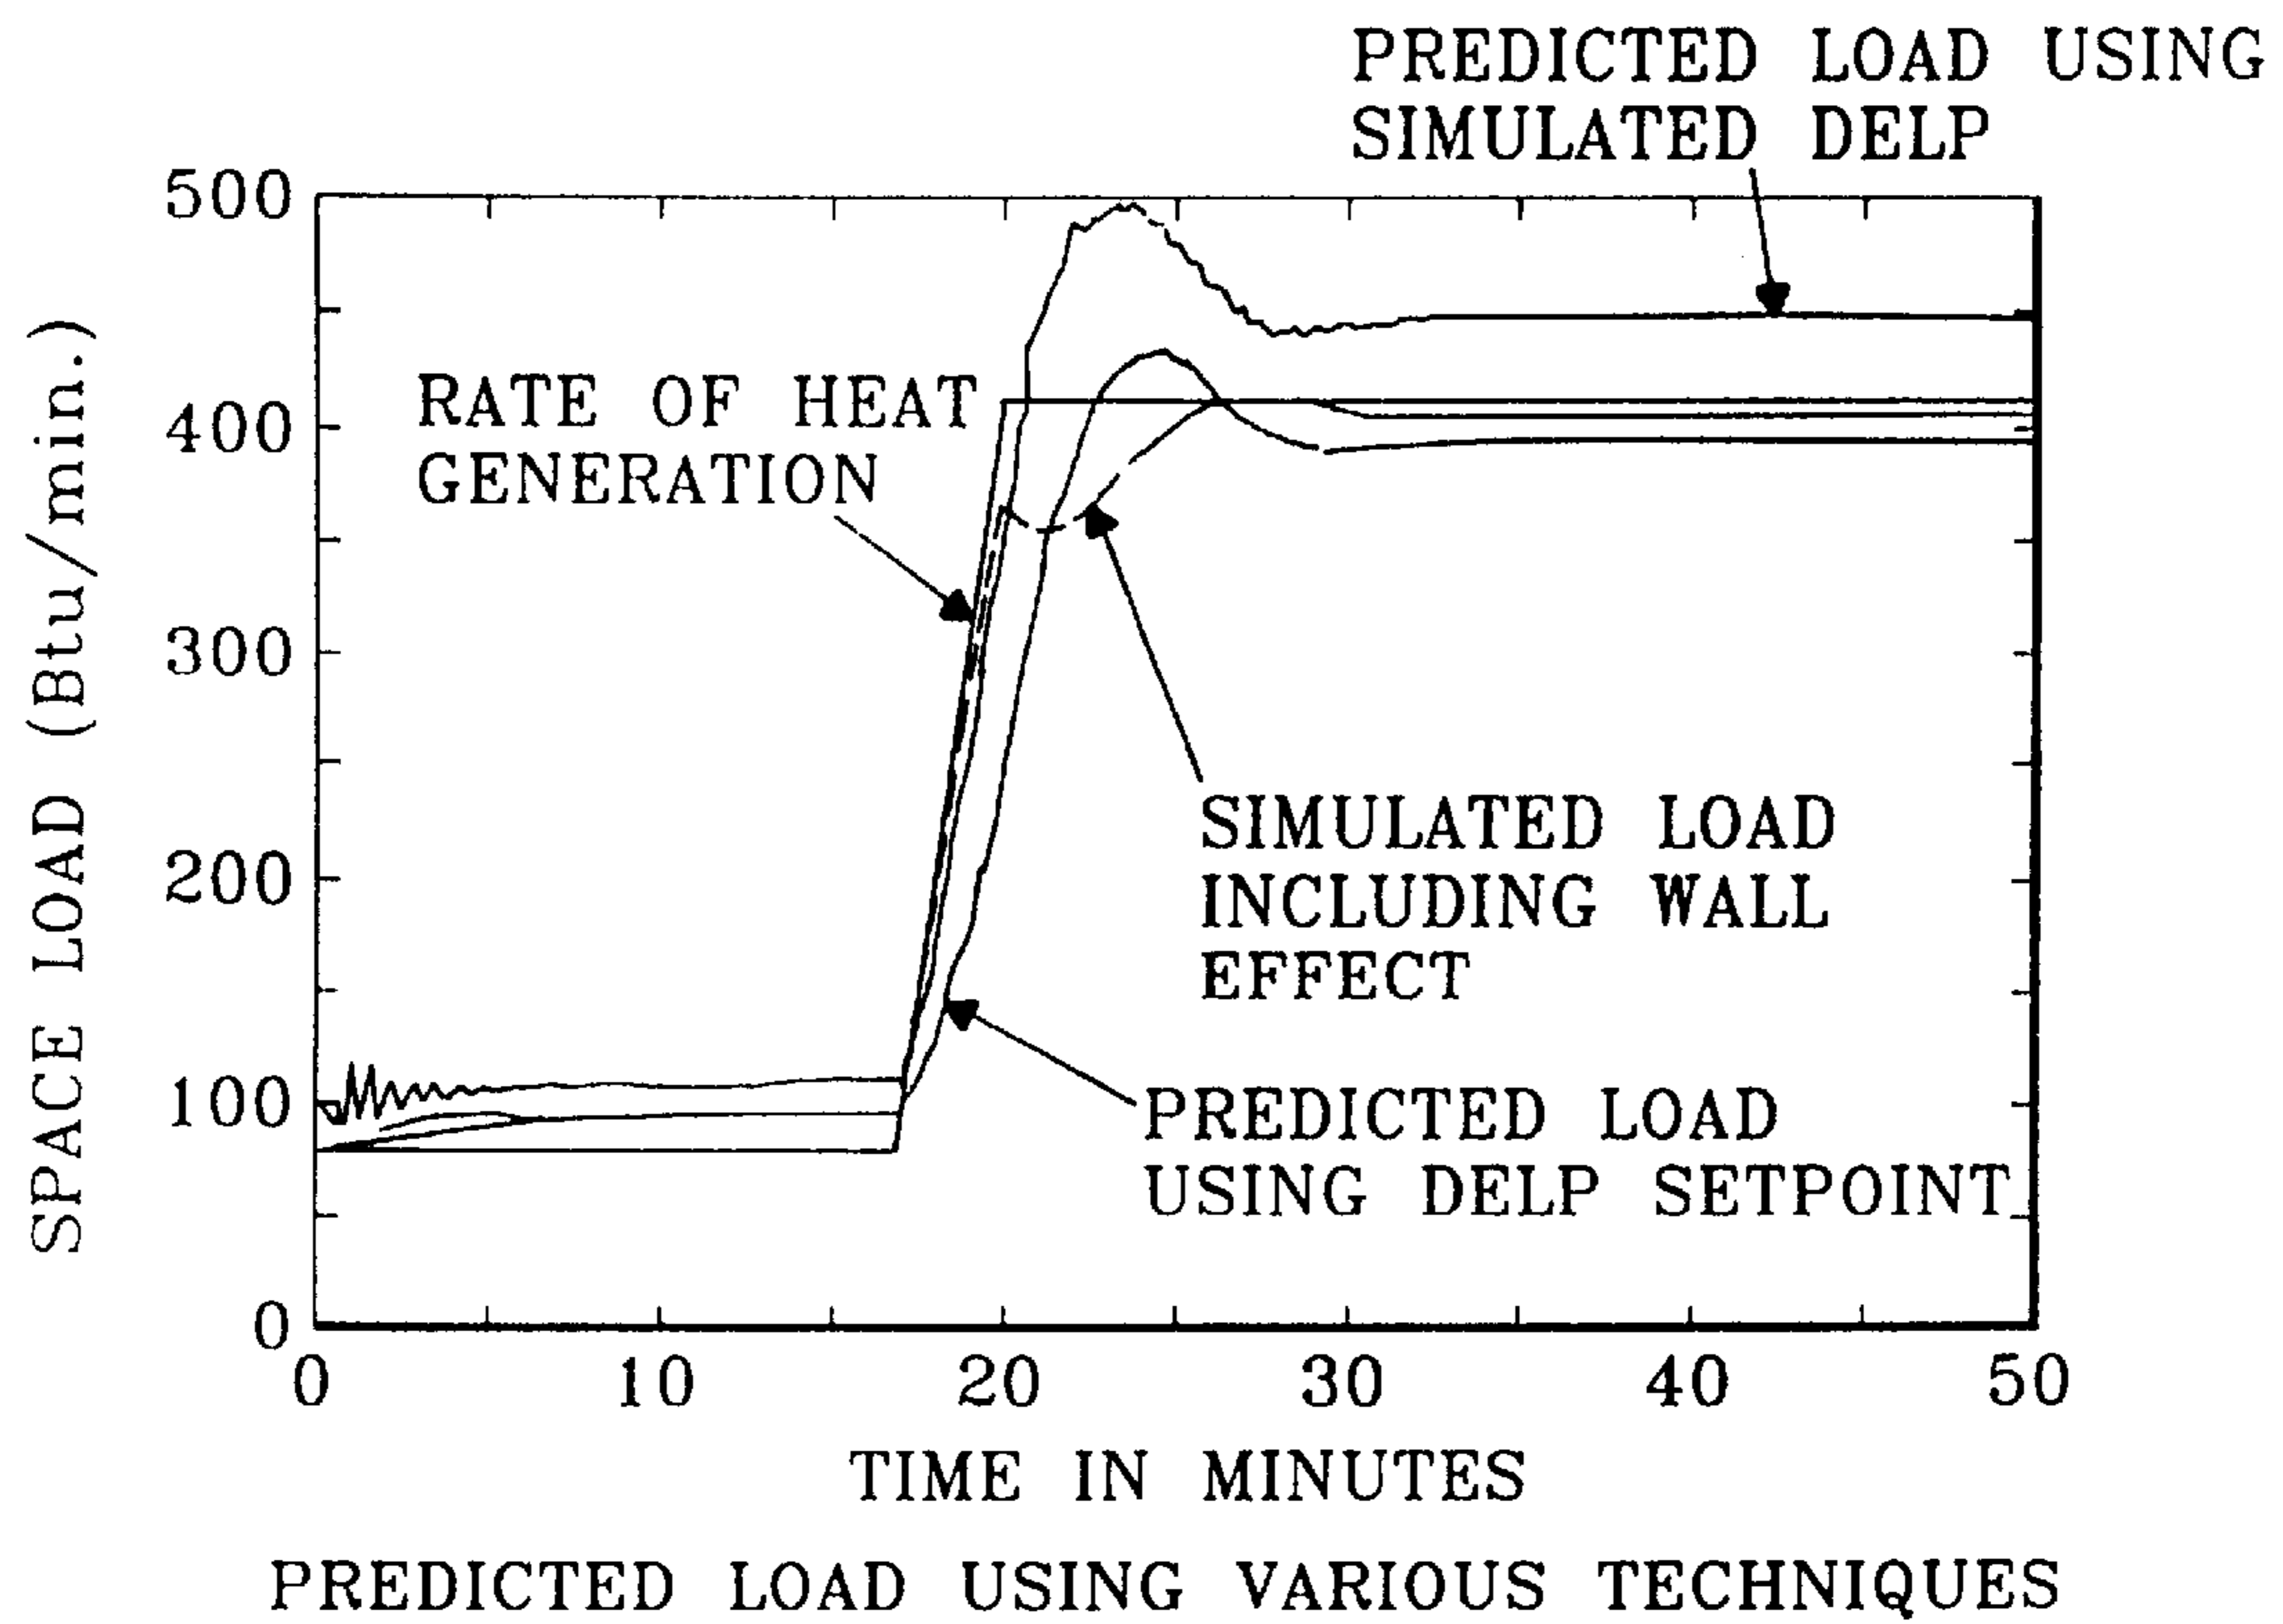 PREDICTED LOAD USING
SIMULATED DELP
500
400
300
200
100
0
SPACE LOAD (Btu/min.)
RATE OF HEAT
GENERATION
SIMULATED LOAD
INCLUDING WALL
EFFECT
PREDICTED LOAD
USING DELP SETPOINT
0 10 20 30 40 50
TIME IN MINUTES
PREDICTED LOAD USING VARIOUS TECHNIQUES